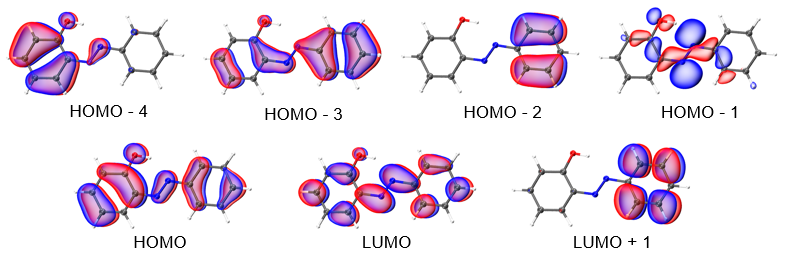 HOMO - 4
HOMO - 3
HOMO - 2
HOMO - 1
HOMO
LUMO
LUMO + 1